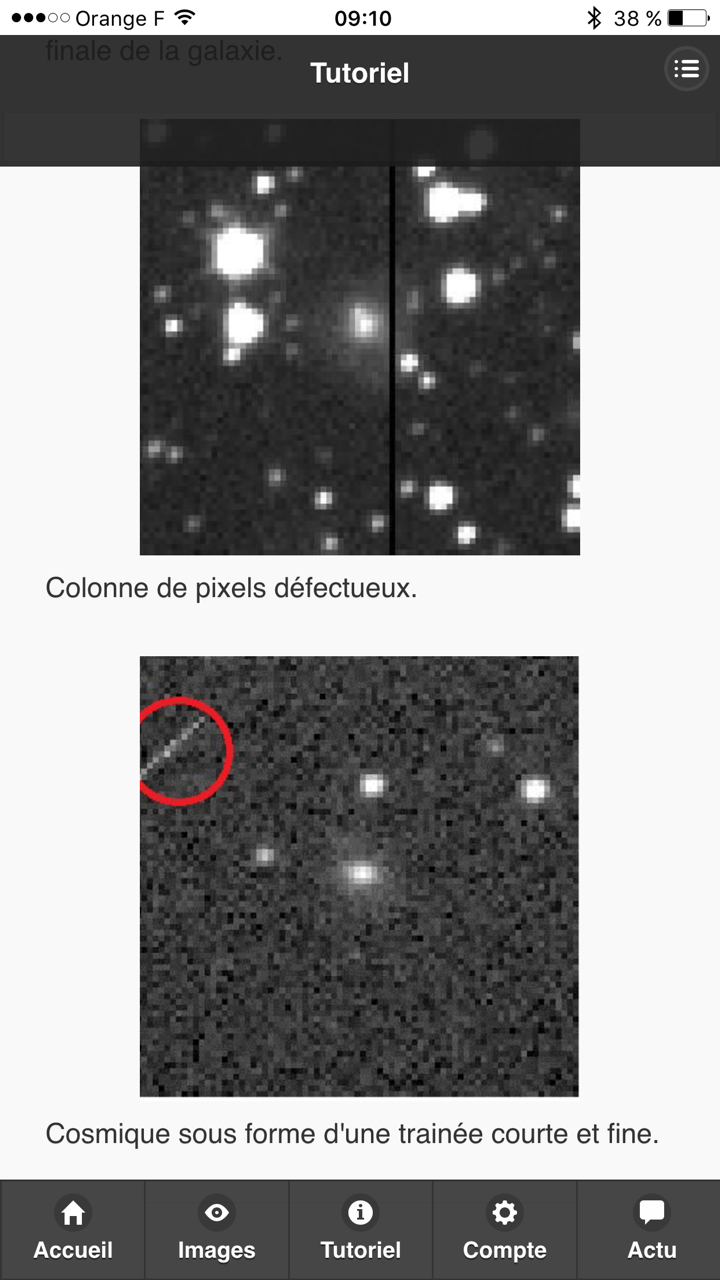 Orange F
09:10
38 %
finale de la galaxie.
Tutoriel
Colonne de pixels défectueux.
Cosmique sous forme d'une trainée courte et fine.
Accueil
Images
Tutoriel
Compte
Actu